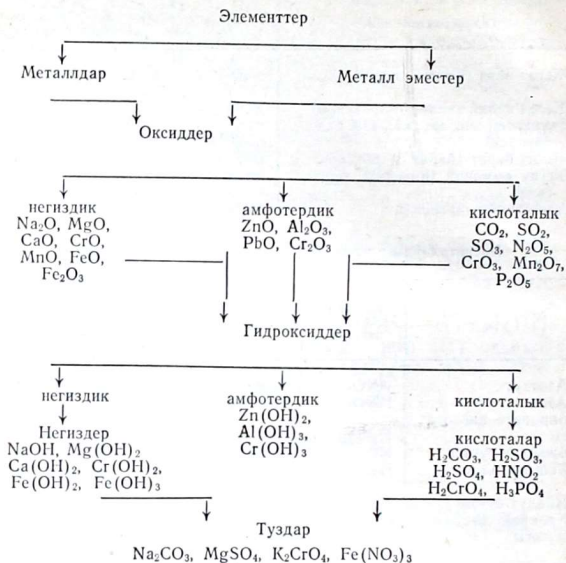 Элементтер
Металлдар
Металл эместер
Оксиддер
негиздик
Na₂O, MgO,
CaO, CrO,
MnO, FeO,
Fe₂O₃
амфотердик
ZnO, Al₂O₃,
PbO, Cr₂O₃
кислоталык
CO₂, SO₂,
SO₃, N₂O₅,
CrO₃, Mn₂O₇,
P₂O₅
Гидроксиддер
негиздик
Негиздер
NaOH, Mg(OH)₂
Ca(OH)₂, Cr(OH)₂,
Fe(OH)₂, Fe(OH)₃
амфотердик
Zn(OH)₂,
Al(OH)₃,
Cr(OH)₃
кислоталык
кислоталар
H₂CO₃, H₂SO₃,
H₂SO₄, HNO₂
H₂CrO₄, H₃PO₄
Туздар
Na₂CO₃, MgSO₄, K₂CrO₄, Fe(NO₃)₃